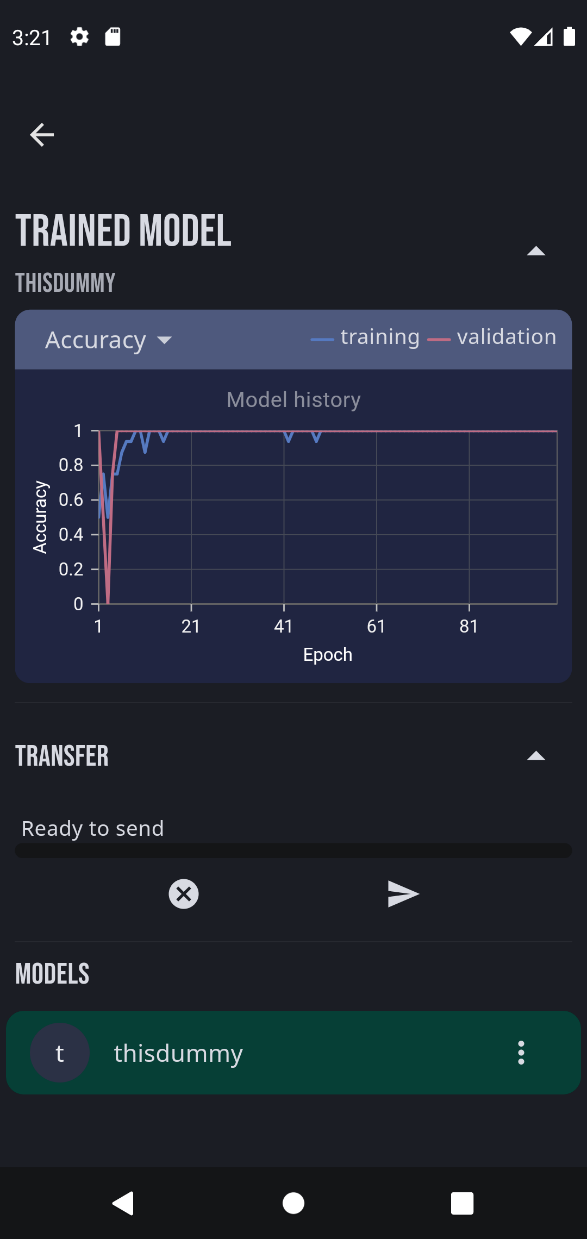 3:21
TRAINED MODEL
THISDUMMY
Accuracy training validation
Model history
1
0.8
0.6
0.4
0.2
0
Accuracy
1 21 41 61 81
Epoch
TRANSFER
Ready to send
MODELS
t thisdummy